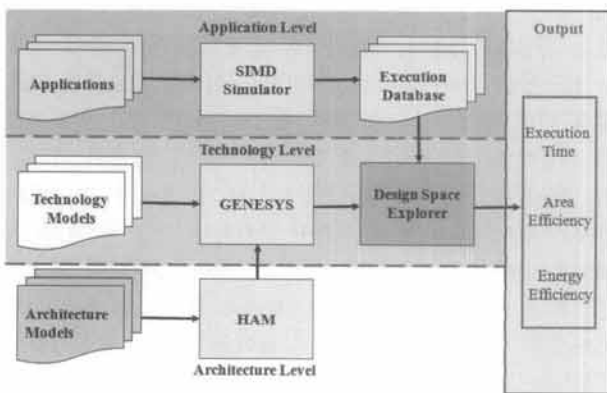 Application Level
Output
Applications
SIMD
Simulator
Execution
Database
Execution
Time
Technology Level
Technology
Models
GENESYS
Design Space
Explorer
Area
Efficiency
Energy
Efficiency
Architecture
Models
HAM
Architecture Level